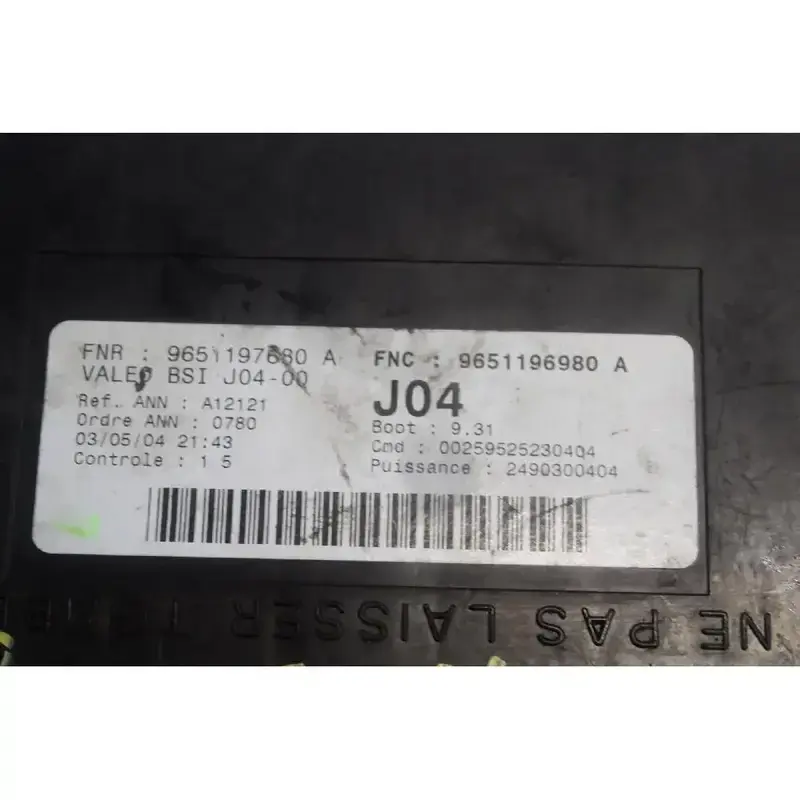 FNR : 9651197680 A
VALEO BSI J04-00
Ref. ANN : A12121
Ordre ANN : 0780
03/05/04 21:43
Controle : 1 5
FNC : 9651196980 A
J04
Boot : 9.31
Cmd : 00259525230404
Puissance : 2490300404
NE PAS LAISSER